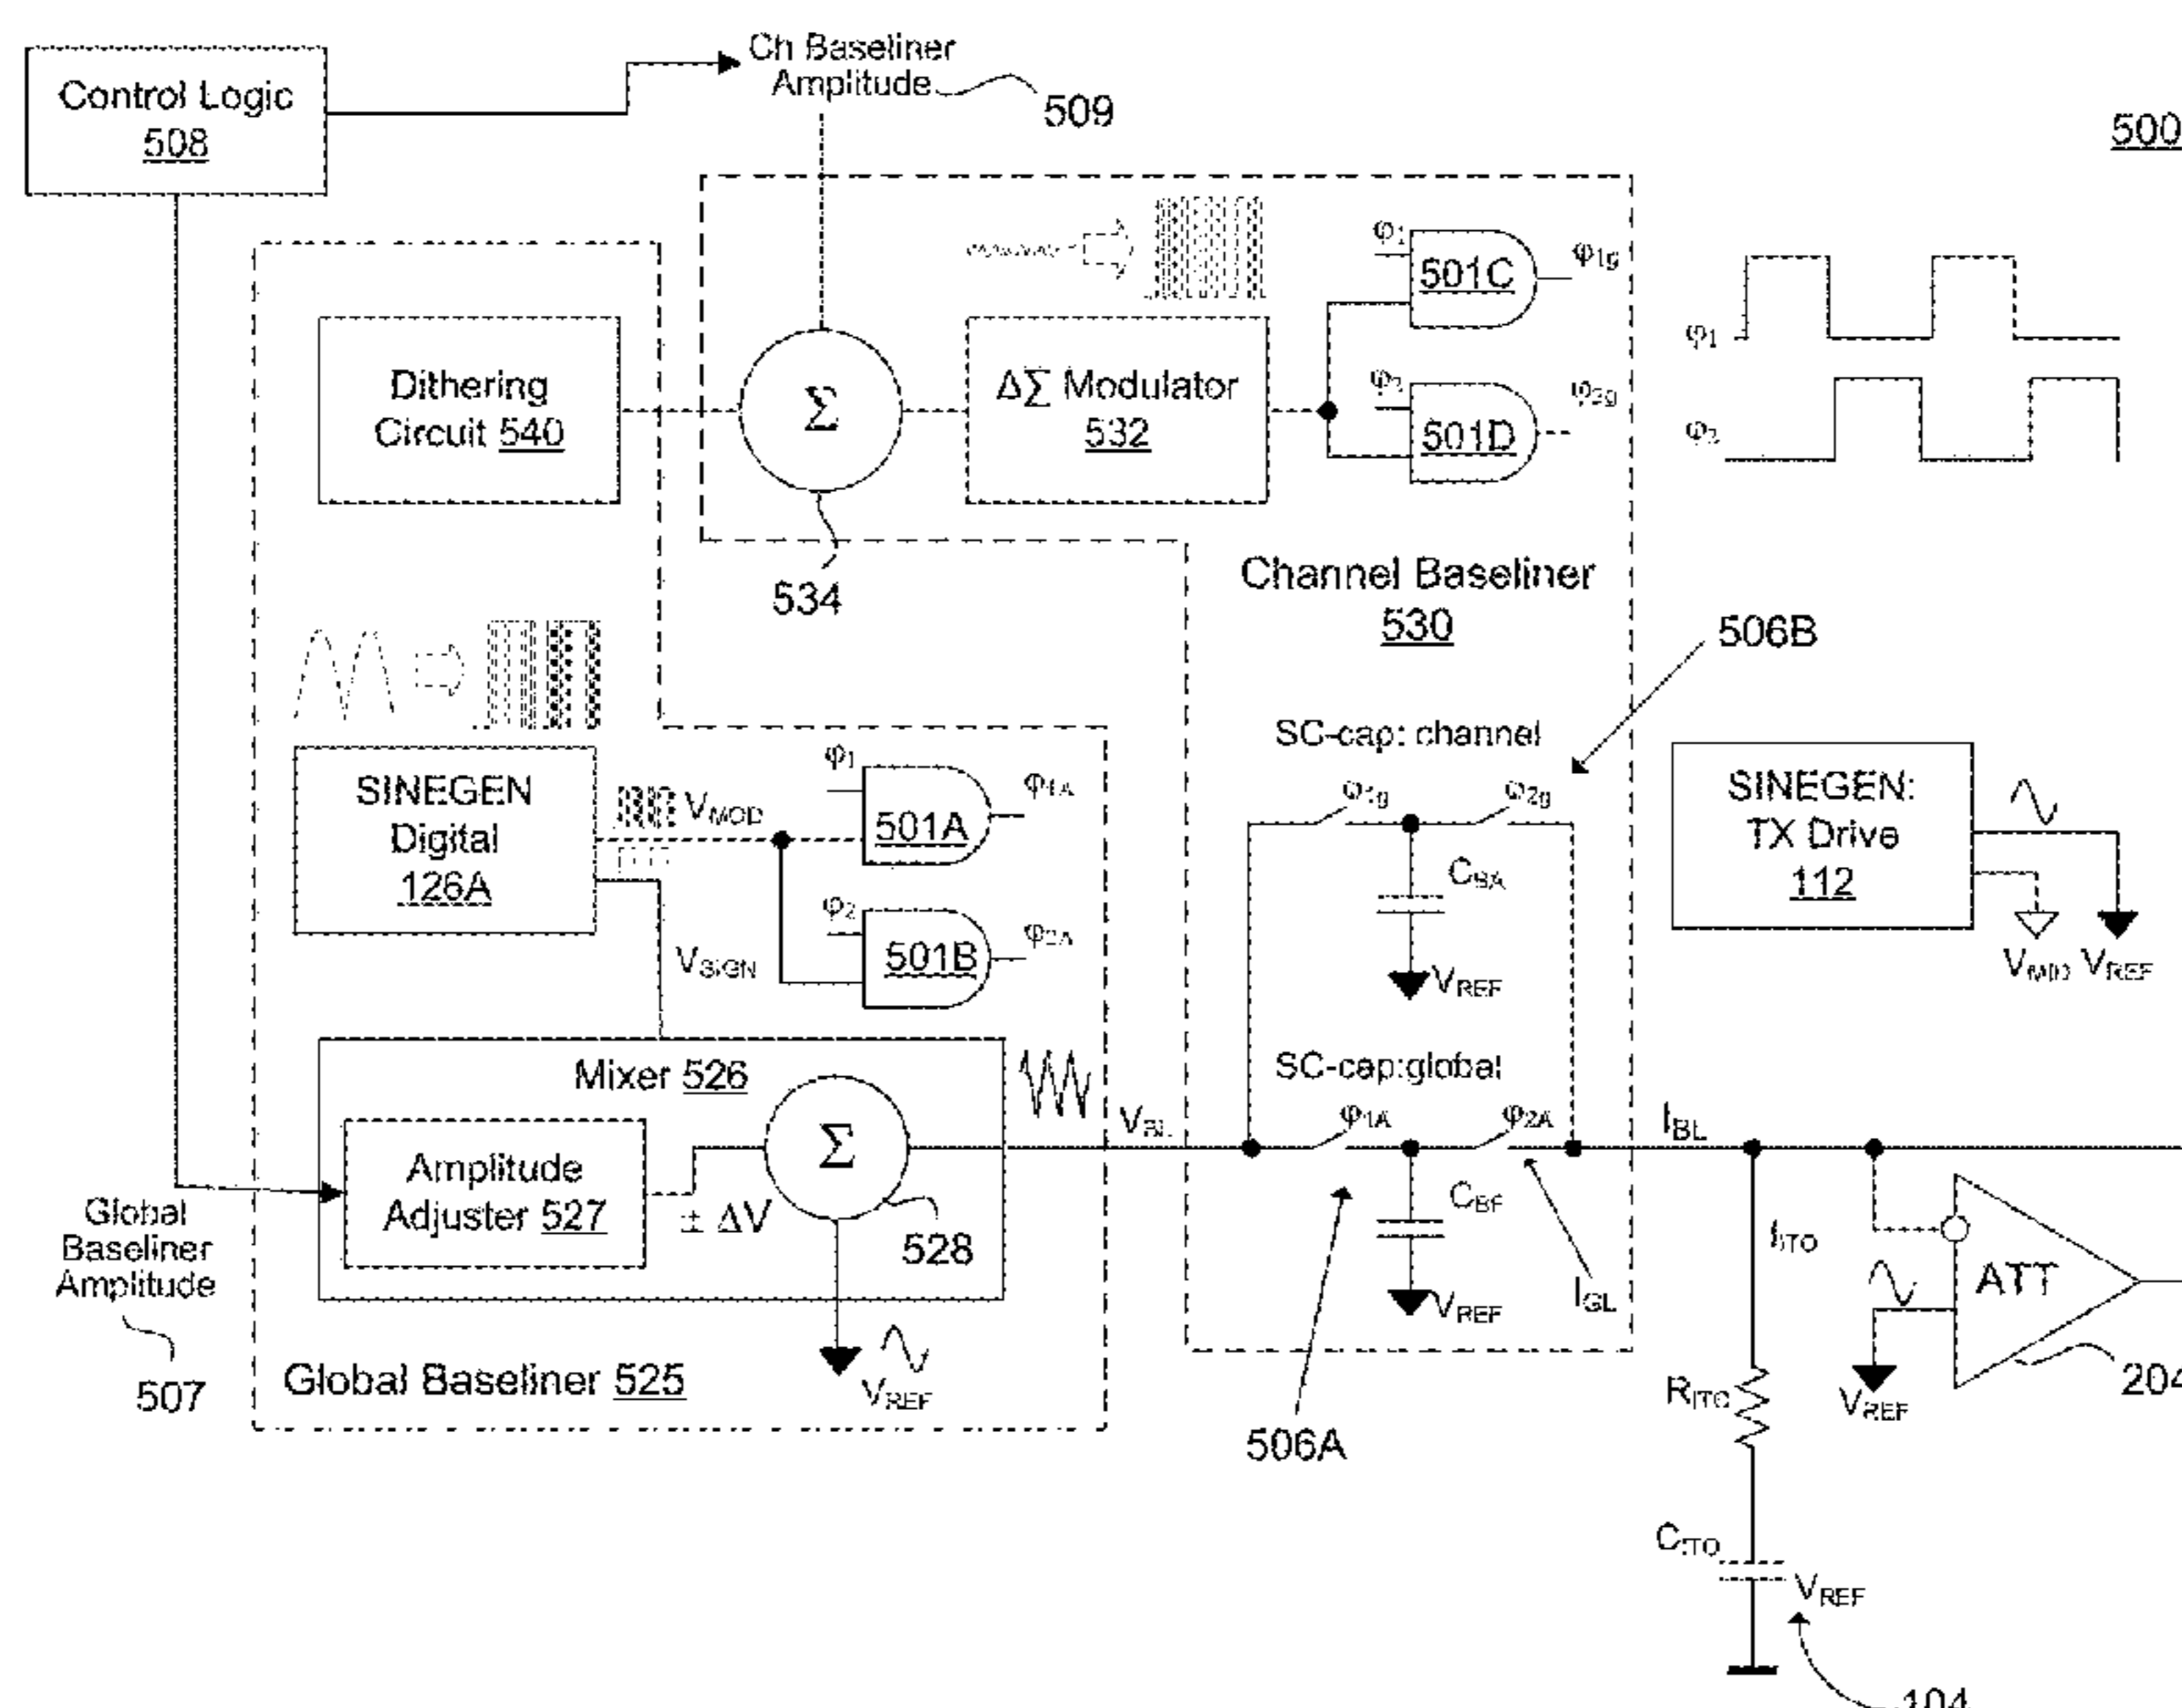 Ch Baseliner
Amplitude
509
Control Logic
508
500
φ1
501C
φ1g
φ2
501D
φ2g
φ1
φ2
Dithering
Circuit 540
Σ
ΔΣ Modulator
532
534
Channel Baseliner
530
506B
SC-cap: channel
SINEGEN
Digital
126A
VMOD
φ1
501A
φ1A
φ2
501B
φ2A
VSIGN
φ1g
φ2g
VREF
SINEGEN:
TX Drive
112
VMID
VREF
Mixer 526
SC-cap:global
Amplitude
Adjuster 527
± ΔV
Σ
528
VBL
φ1A
φ2A
IBL
CBF
VREF
IGL
IITO
ATT
VREF
204
Global
Baseliner
Amplitude
507
Global Baseliner 525
VREF
506A
RITO
CITO
VREF
104